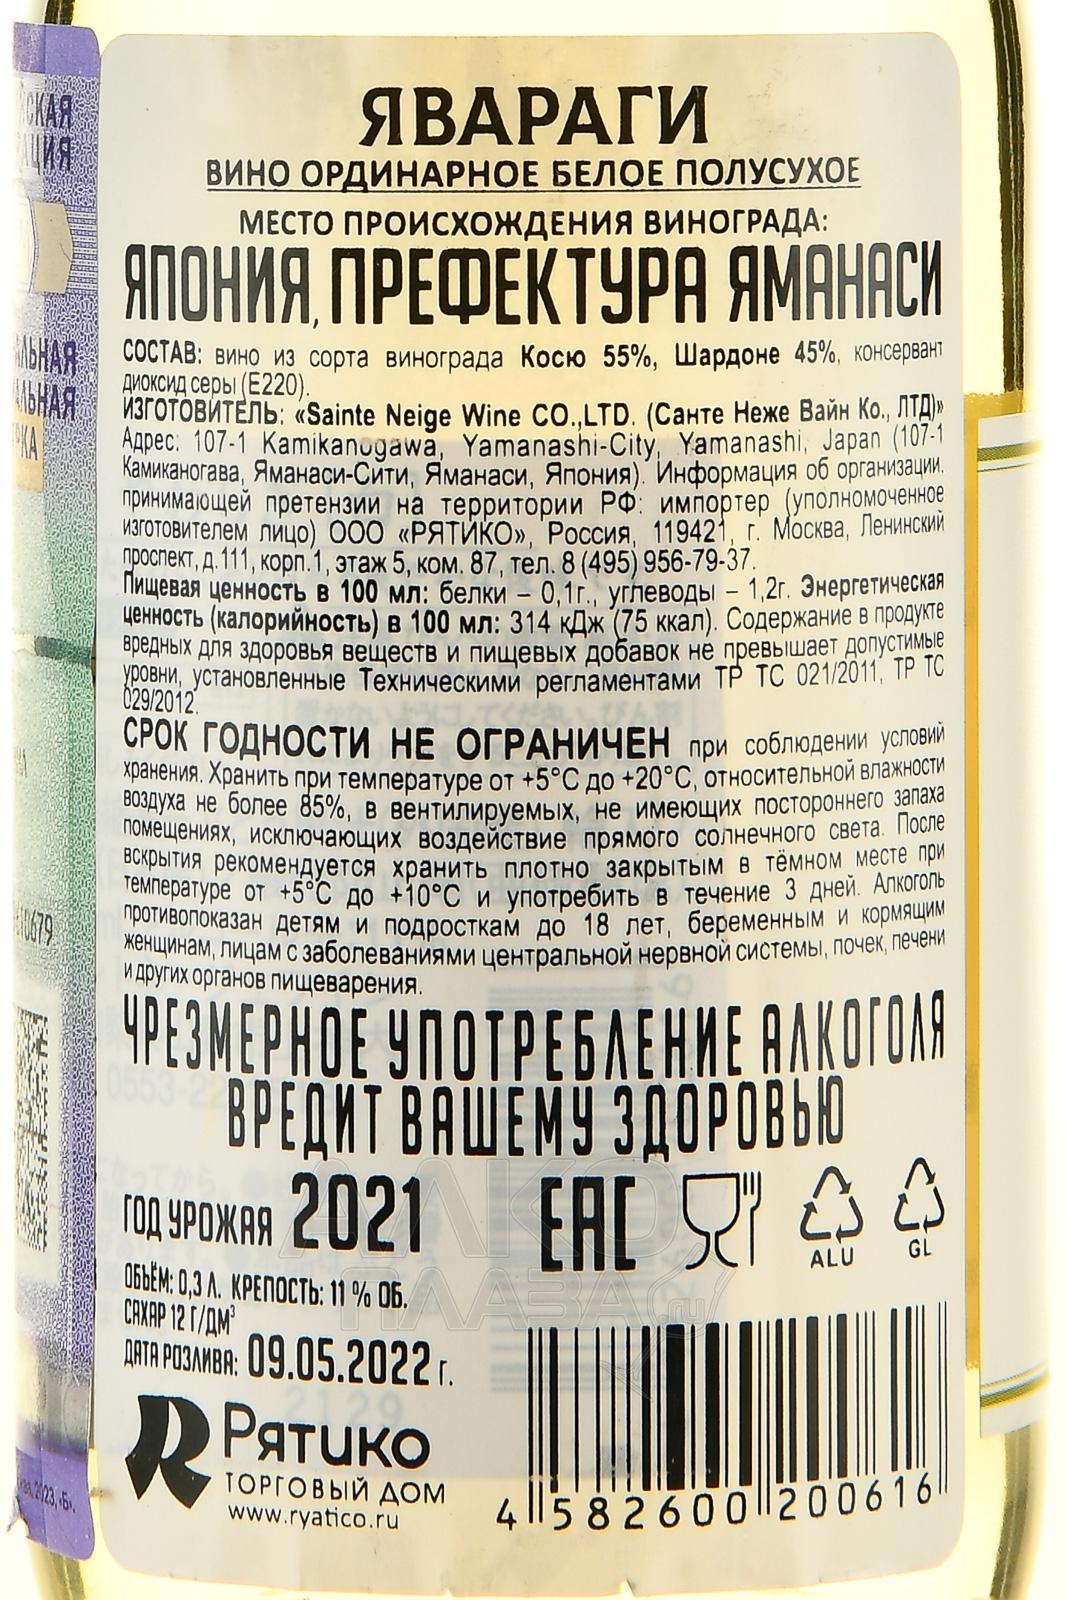 ЯВАРАГИ
ВИНО ОРДИНАРНОЕ БЕЛОЕ ПОЛУСУХОЕ
МЕСТО ПРОИСХОЖДЕНИЯ ВИНОГРАДА:
ЯПОНИЯ, ПРЕФЕКТУРА ЯМАНАСИ
СОСТАВ: вино из сорта винограда Косю 55%, Шардоне 45%, консервант
диоксид серы (Е220).
ИЗГОТОВИТЕЛЬ: «Sainte Neige Wine CO.,LTD. (Санте Неже Вайн Ко., ЛТД)»
Адрес: 107-1 Kamikanogawa, Yamanashi-City, Yamanashi, Japan (107-1
Камиканогава, Яманаси-Сити, Яманаси, Япония). Информация об организации,
принимающей претензии на территории РФ: импортер (уполномоченное
изготовителем лицо) ООО «РЯТИКО», Россия, 119421, г. Москва, Ленинский
проспект, д.111, корп.1, этаж 5, ком. 87, тел. 8 (495) 956-79-37.
Пищевая ценность в 100 мл: белки – 0,1г., углеводы – 1,2г. Энергетическая
ценность (калорийность) в 100 мл: 314 кДж (75 ккал). Содержание в продукте
вредных для здоровья веществ и пищевых добавок не превышает допустимые
уровни, установленные Техническими регламентами ТР ТС 021/2011, ТР ТС
029/2012.
СРОК ГОДНОСТИ НЕ ОГРАНИЧЕН при соблюдении условий
хранения. Хранить при температуре от +5°С до +20°С, относительной влажности
воздуха не более 85%, в вентилируемых, не имеющих постороннего запаха
помещениях, исключающих воздействие прямого солнечного света. После
вскрытия рекомендуется хранить плотно закрытым в тёмном месте при
температуре от +5°С до +10°С и употребить в течение 3 дней. Алкоголь
противопоказан детям и подросткам до 18 лет, беременным и кормящим
женщинам, лицам с заболеваниями центральной нервной системы, почек, печени
и других органов пищеварения.
ЧРЕЗМЕРНОЕ УПОТРЕБЛЕНИЕ АЛКОГОЛЯ
ВРЕДИТ ВАШЕМУ ЗДОРОВЬЮ
ГОД УРОЖАЯ 2021
EAC
ALU
GL
ОБЪЁМ: 0,3 Л. КРЕПОСТЬ: 11 % ОБ.
САХАР 12 Г/ДМ³
ДАТА РОЗЛИВА: 09.05.2022 г.
РЯТИКО
ТОРГОВЫЙ ДОМ
www.ryatico.ru
4 582600 200616
АЛКО
ПЛАЗА.ru